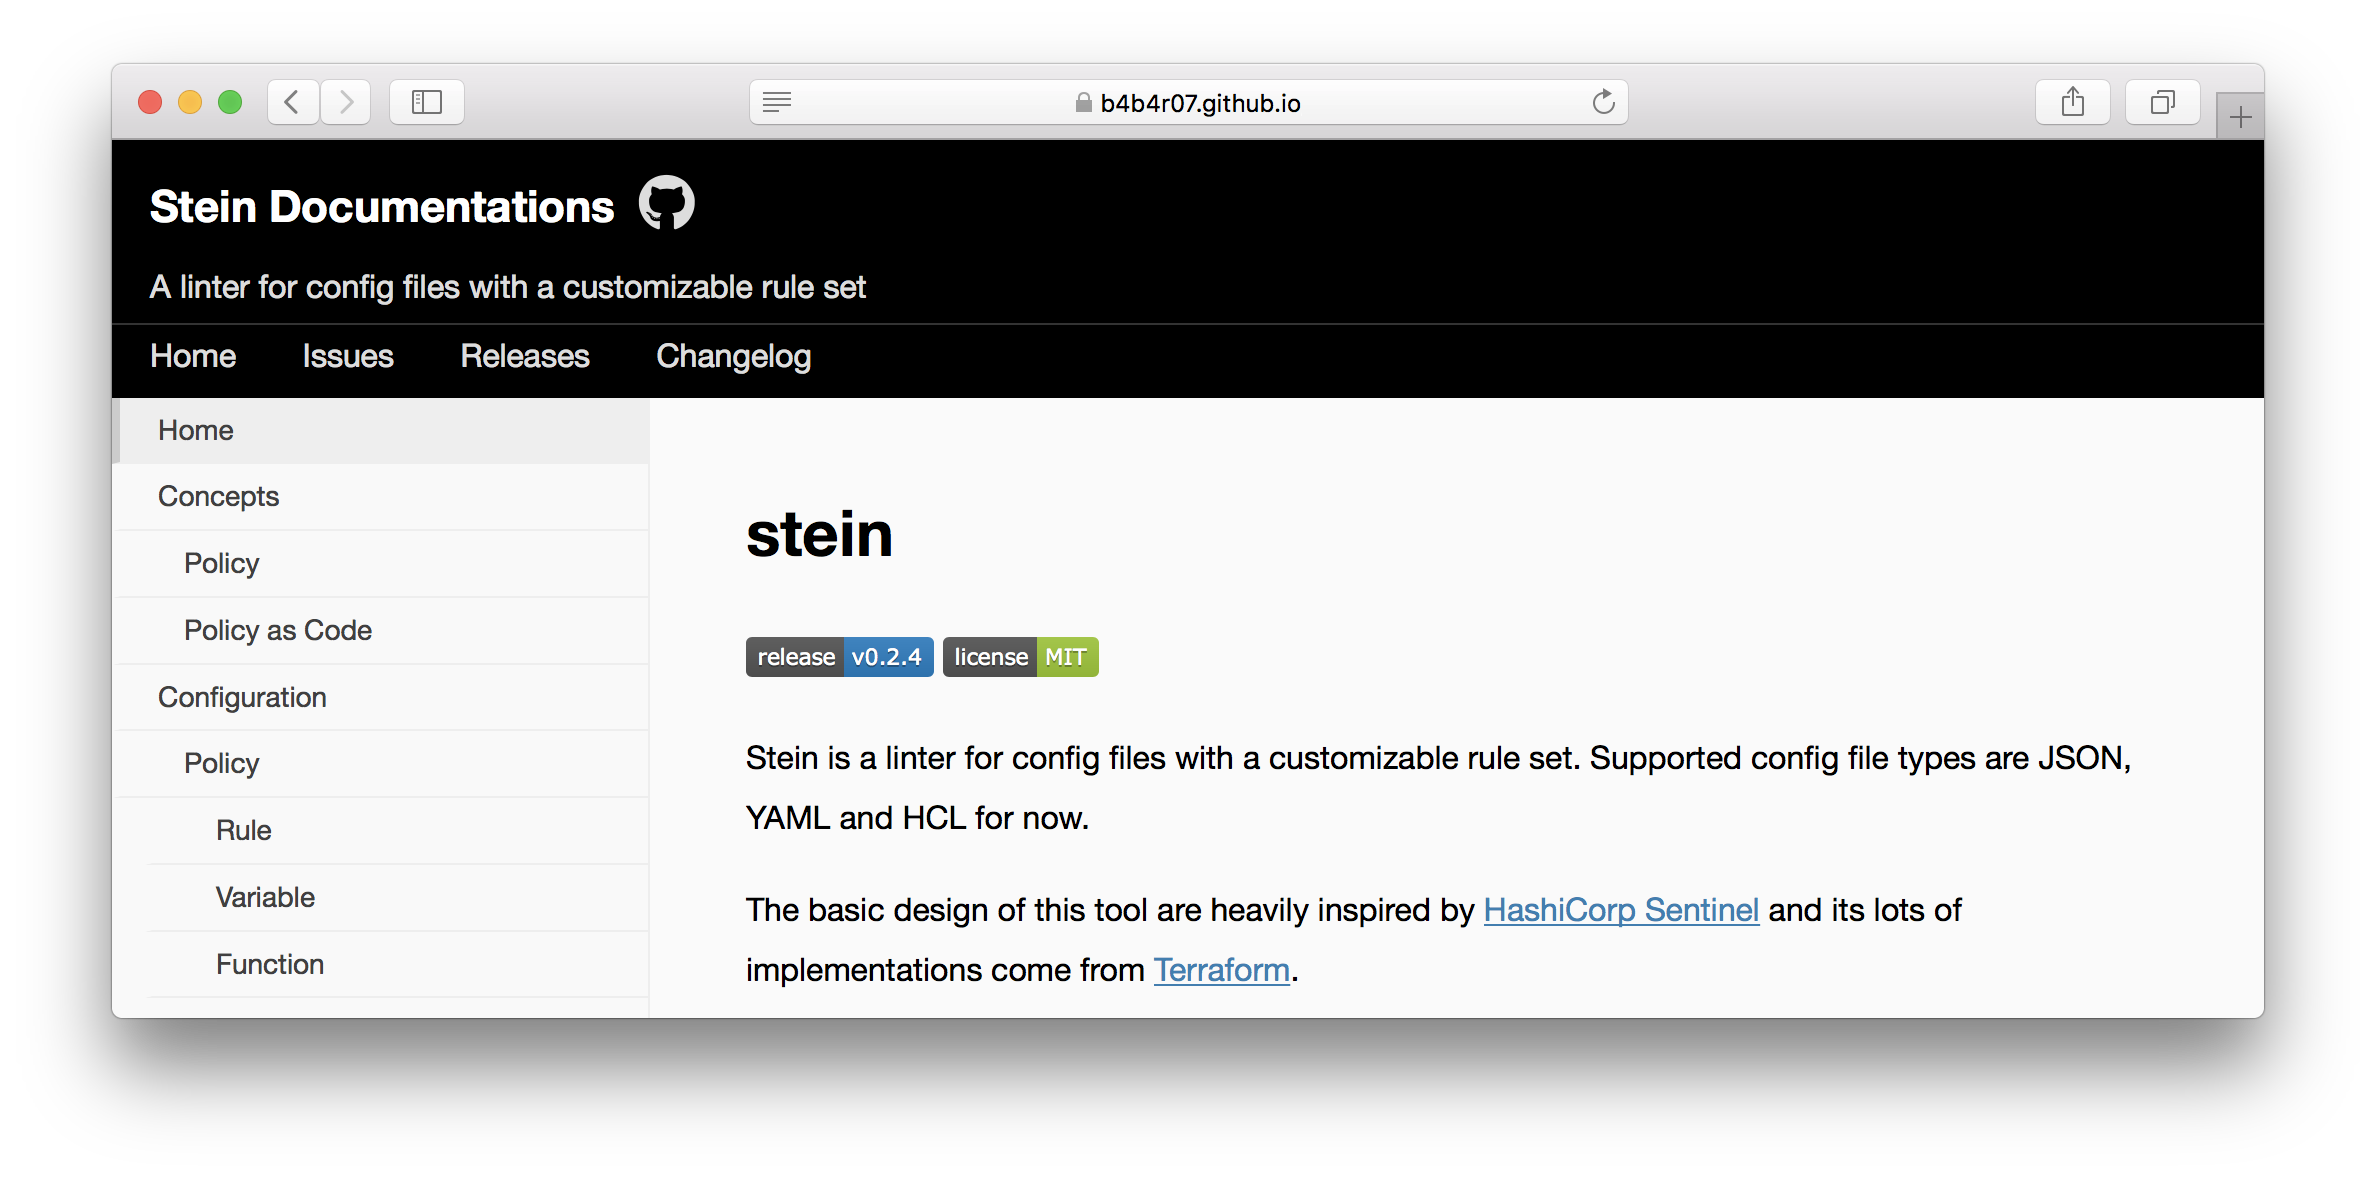 b4b4r07.github.io
Stein Documentations
A linter for config files with a customizable rule set
Home Issues Releases Changelog
Home
Concepts
Policy
Policy as Code
Configuration
Policy
Rule
Variable
Function
stein
release v0.2.4 license MIT
Stein is a linter for config files with a customizable rule set. Supported config file types are JSON,
YAML and HCL for now.
The basic design of this tool are heavily inspired by HashiCorp Sentinel and its lots of
implementations come from Terraform.